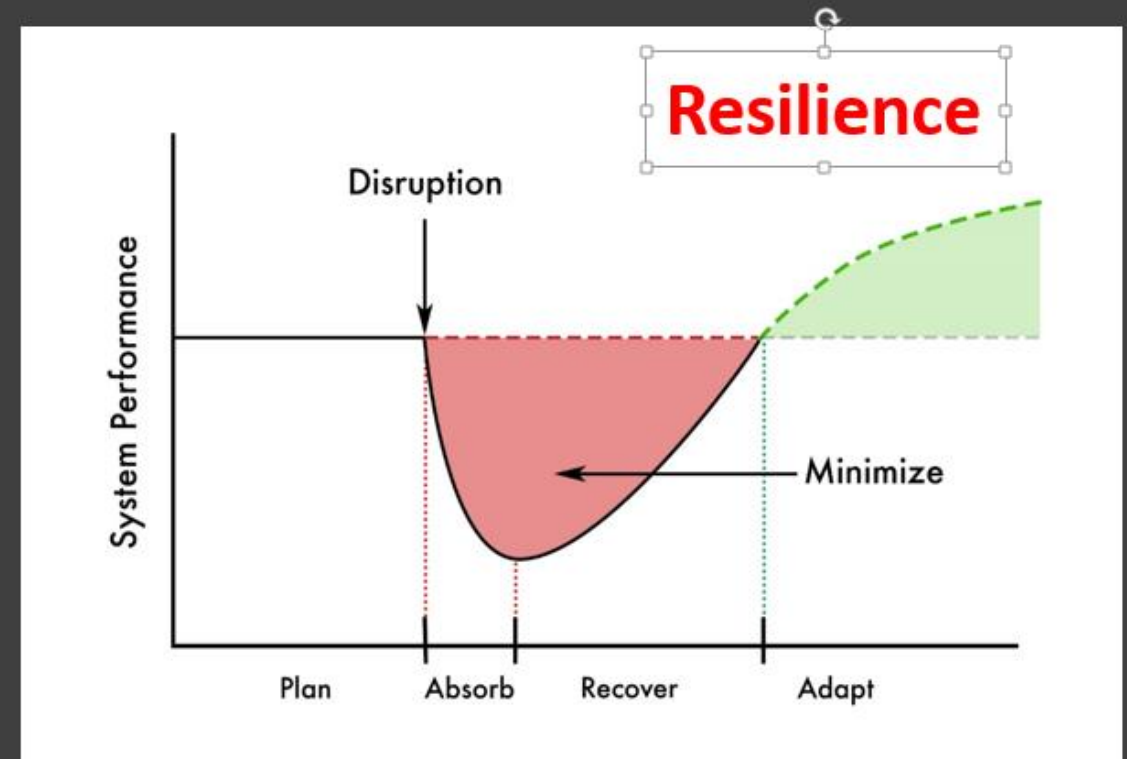 Resilience
Disruption
System Performance
Minimize
Plan
Absorb
Recover
Adapt